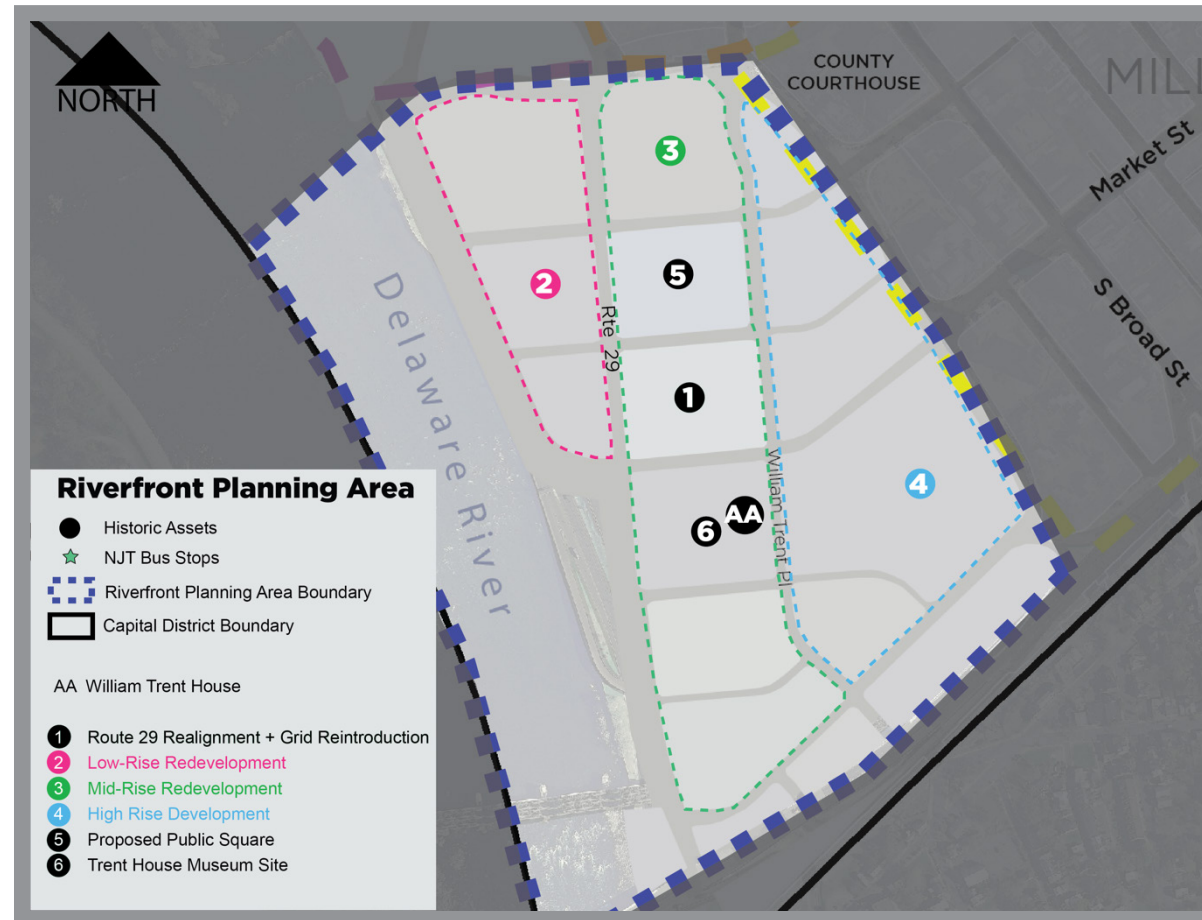 NORTH
COUNTY
COURTHOUSE
MILL
Market St
S Broad St
3
2
5
Rte 29
1
Delaware River
William Trent Pl
4
6
AA
Riverfront Planning Area
Historic Assets
NJT Bus Stops
Riverfront Planning Area Boundary
Capital District Boundary
AA William Trent House
1 Route 29 Realignment + Grid Reintroduction
2 Low-Rise Redevelopment
3 Mid-Rise Redevelopment
4 High Rise Development
5 Proposed Public Square
6 Trent House Museum Site